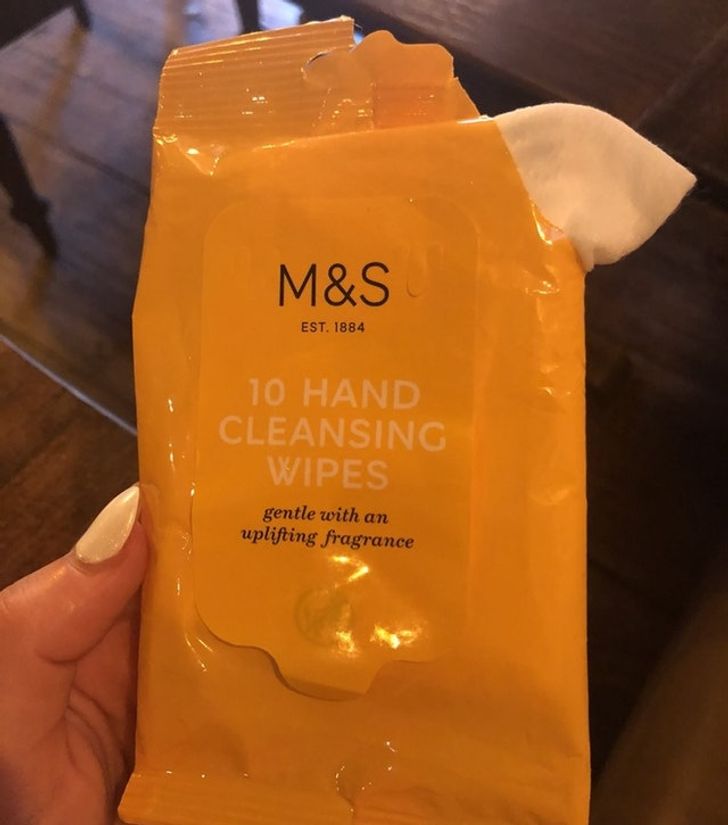 M&S
EST. 1884
10 HAND
CLEANSING
WIPES
gentle with an
uplifting fragrance